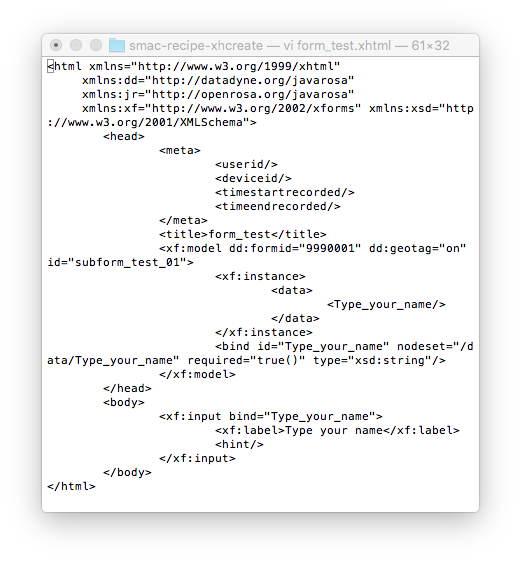 smac-recipe-xhcreate — vi form_test.xhtml — 61×32
<html xmlns="http://www.w3.org/1999/xhtml"
     xmlns:dd="http://datadyne.org/javarosa"
     xmlns:jr="http://openrosa.org/javarosa"
     xmlns:xf="http://www.w3.org/2002/xforms" xmlns:xsd="http
://www.w3.org/2001/XMLSchema">
        <head>
                <meta>
                        <userid/>
                        <deviceid/>
                        <timestartrecorded/>
                        <timeendrecorded/>
                </meta>
                <title>form_test</title>
                <xf:model dd:formid="9990001" dd:geotag="on"
id="subform_test_01">
                        <xf:instance>
                                <data>
                                        <Type_your_name/>
                                </data>
                        </xf:instance>
                        <bind id="Type_your_name" nodeset="/d
ata/Type_your_name" required="true()" type="xsd:string"/>
                </xf:model>
        </head>
        <body>
                <xf:input bind="Type_your_name">
                        <xf:label>Type your name</xf:label>
                        <hint/>
                </xf:input>
        </body>
</html>